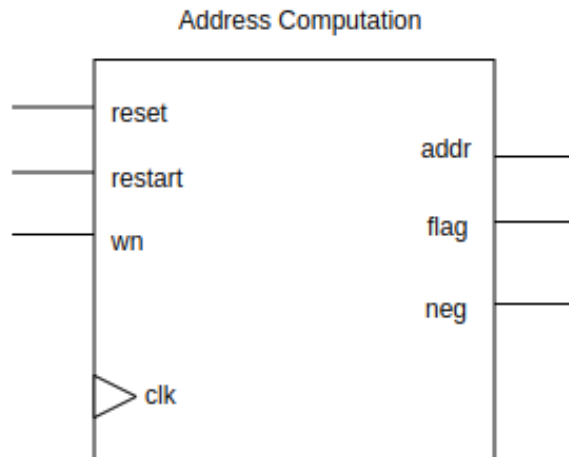 Address Computation
reset
restart
wn
clk
addr
flag
neg